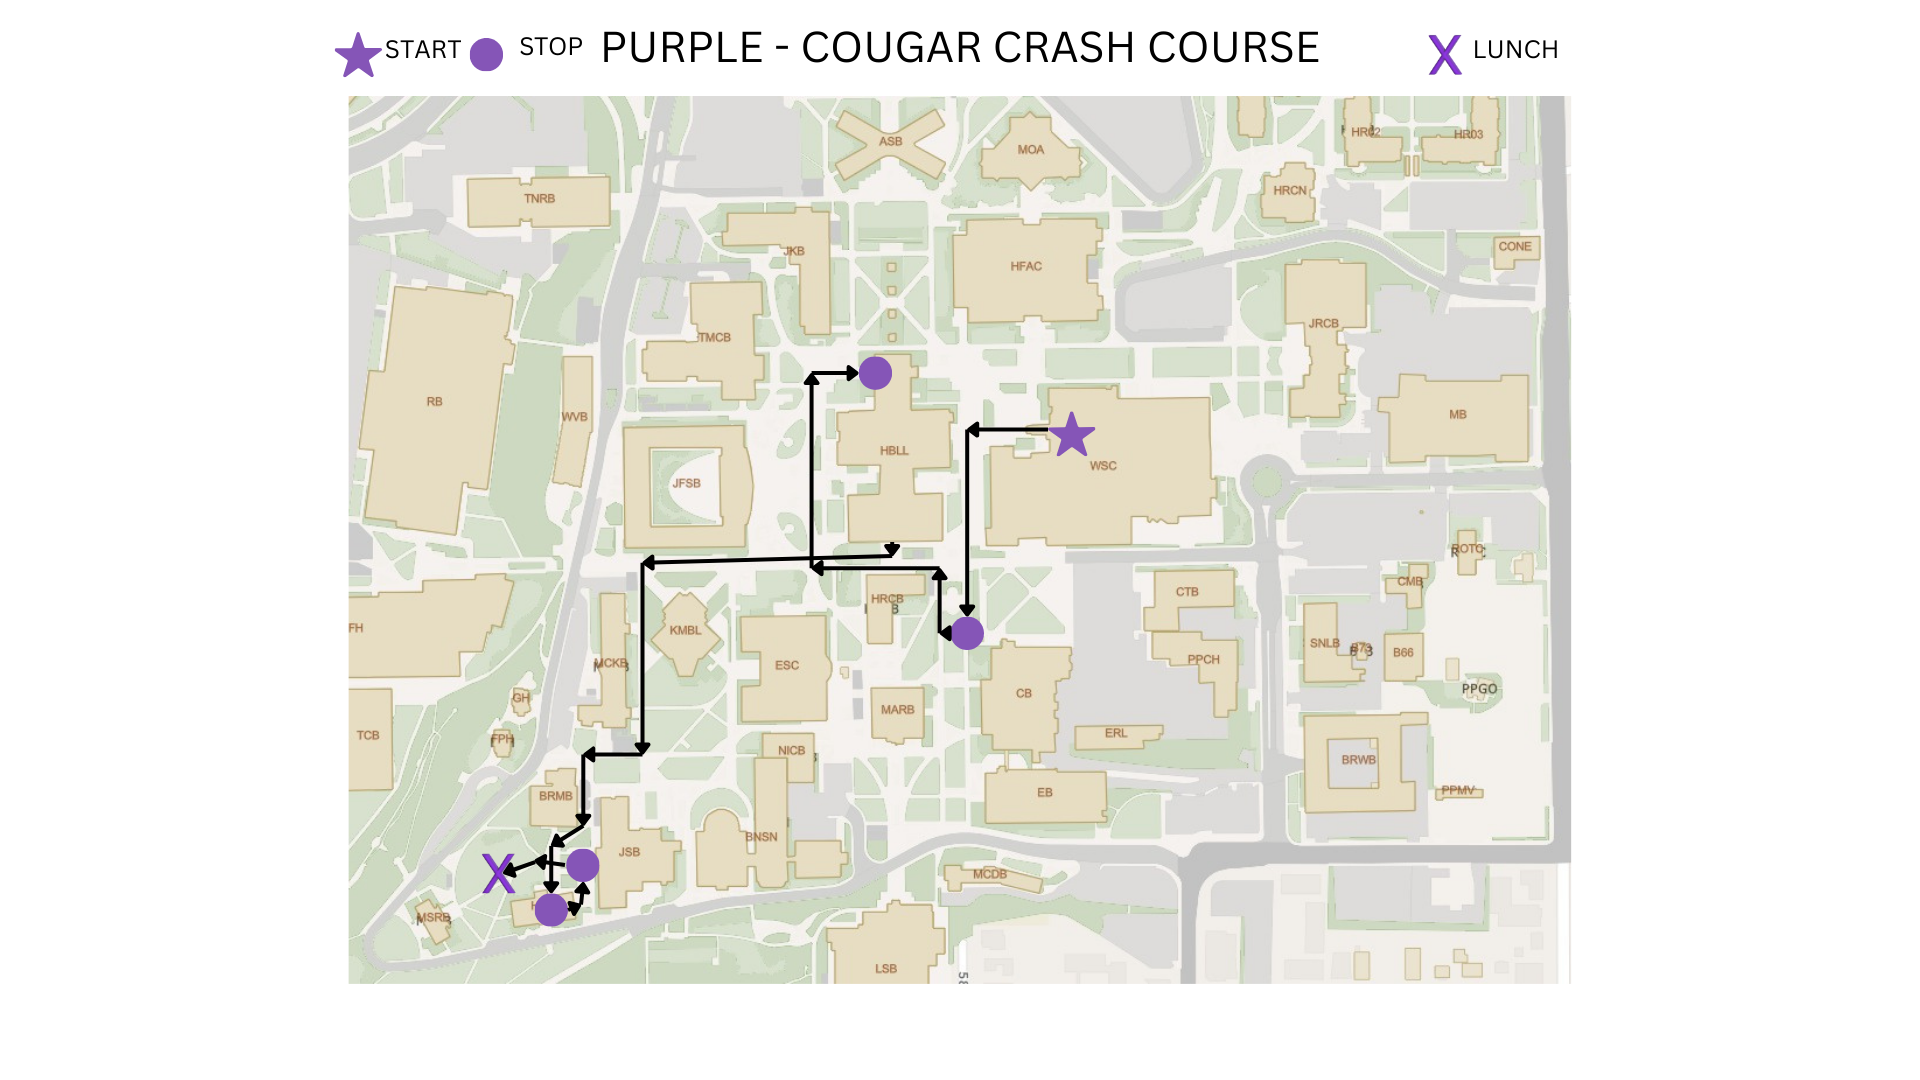 START STOP PURPLE - COUGAR CRASH COURSE LUNCH
ASB
MOA
HR02
HR03
TNRB
HRCN
JKB
CONE
HFAC
TMCB
JRCB
RB
WVB
MB
HBLL
WSC
JFSB
ROTC
CMB
CTB
HRCB
FH
KMBL
SNLB
B73
B66
MCKB
ESC
PPCH
PPGO
GH
CB
MARB
TCB
FPH
ERL
NICB
BRWB
BRMB
EB
PPMV
BNSN
JSB
X
MCDB
MSRB
LSB